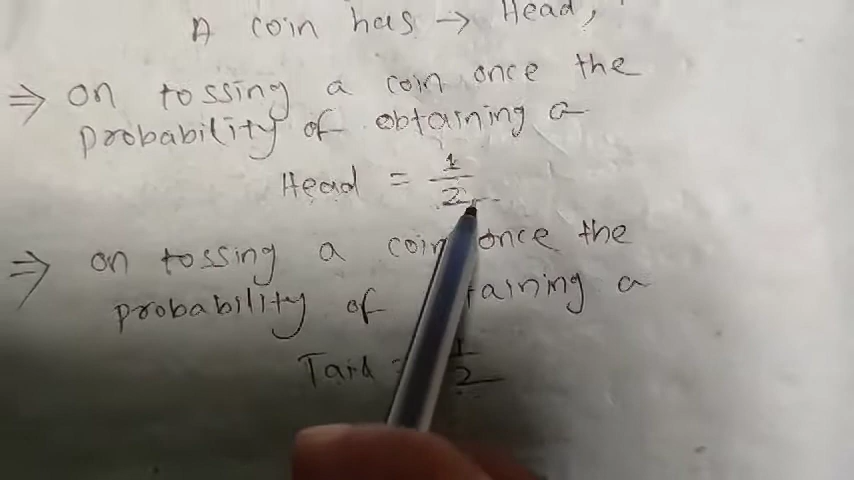 A coin has → Head,
⇒ on tossing a coin once the
probability of obtaining a
Head = 1/2
⇒ on tossing a coin once the
probability of taining a
= 1/2